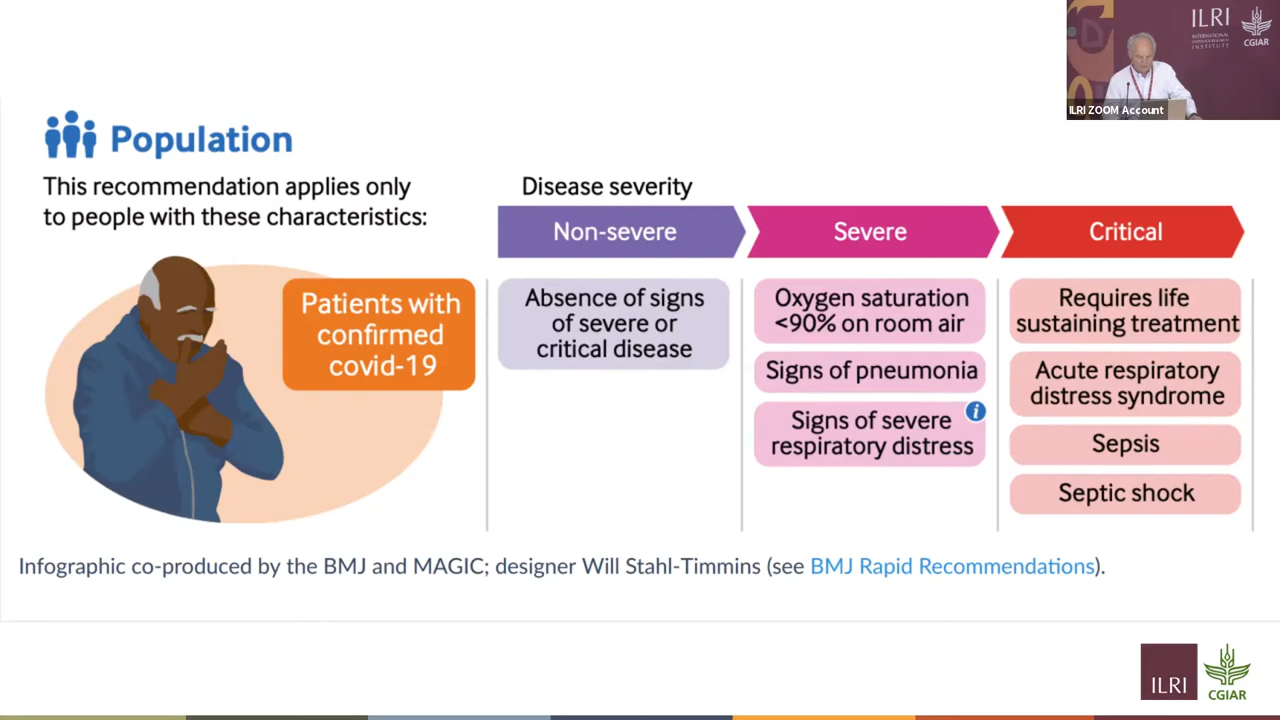 ILRI
INTERNATIONAL
INSTITUTE
CGIAR
ILRI ZOOM Account
Population
This recommendation applies only
to people with these characteristics:
Patients with
confirmed
covid-19
Disease severity
Non-severe
Severe
Critical
Absence of signs
of severe or
critical disease
Oxygen saturation
<90% on room air
Signs of pneumonia
Signs of severe
respiratory distress
i
Requires life
sustaining treatment
Acute respiratory
distress syndrome
Sepsis
Septic shock
Infographic co-produced by the BMJ and MAGIC; designer Will Stahl-Timmins (see BMJ Rapid Recommendations).
ILRI
CGIAR